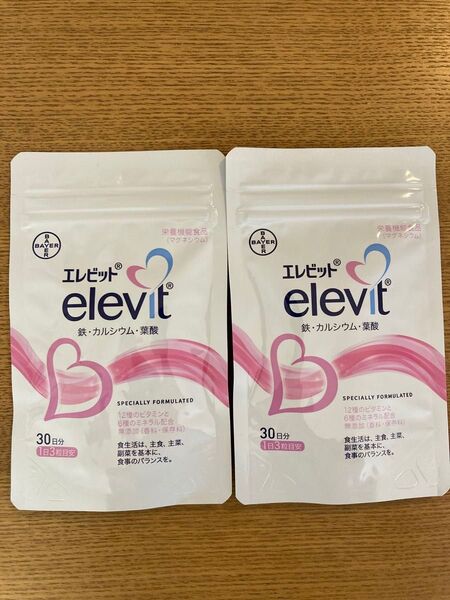 栄養機能食品
(マグネシウム)
BAYER
BAYER
エレビット®
elevit®
鉄・カルシウム・葉酸
SPECIALLY FORMULATED
12種のビタミンと
6種のミネラル配合
無添加(香料・保存料)
30日分
1日3粒目安
食生活は、主食、主菜、
副菜を基本に、
食事のバランスを。
栄養機能食品
(マグネシウム)
BAYER
BAYER
エレビット®
elevit®
鉄・カルシウム・葉酸
SPECIALLY FORMULATED
12種のビタミンと
6種のミネラル配合
無添加(香料・保存料)
30日分
1日3粒目安
食生活は、主食、主菜、
副菜を基本に、
食事のバランスを。